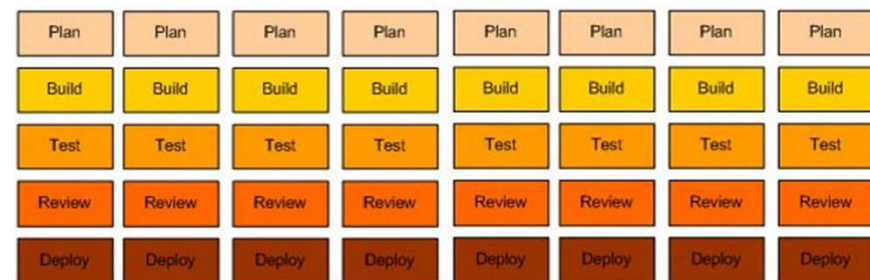 Plan Plan Plan Plan Plan Plan Plan Plan
Build Build Build Build Build Build Build Build
Test Test Test Test Test Test Test Test
Review Review Review Review Review Review Review Review
Deploy Deploy Deploy Deploy Deploy Deploy Deploy Deploy